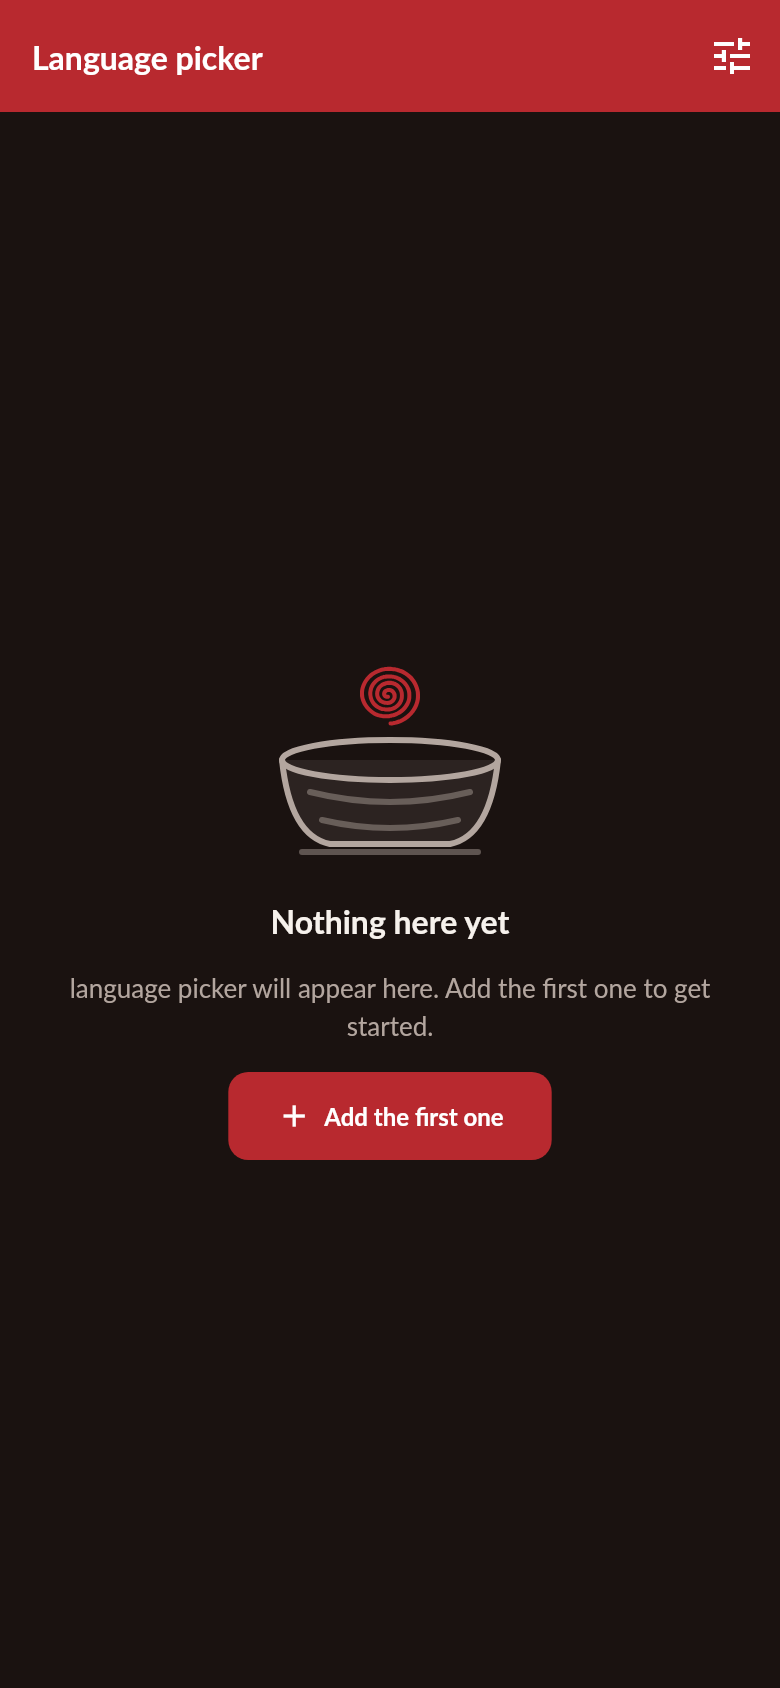 Language picker
Nothing here yet
language picker will appear here. Add the first one to get
started.
Add the first one